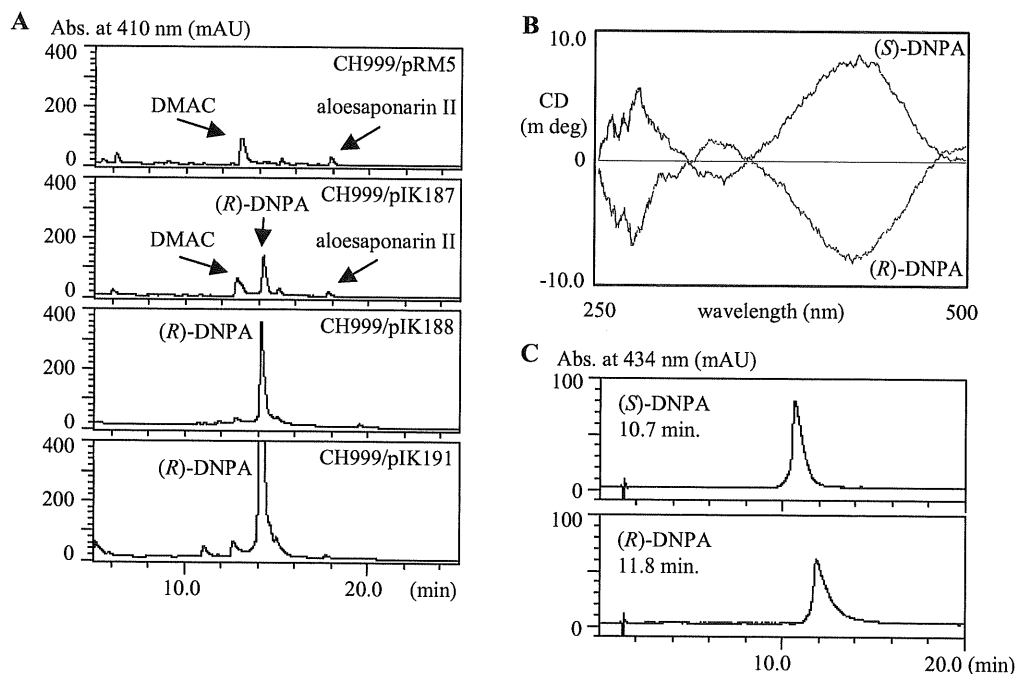 A
Abs. at 410 nm (mAU)
400
200
0
CH999/pRM5
DMAC
aloesaponarin II
400
200
0
CH999/pIK187
(R)-DNPA
DMAC
aloesaponarin II
400
200
0
CH999/pIK188
(R)-DNPA
400
200
0
CH999/pIK191
(R)-DNPA
10.0 20.0 (min)
B
10.0
CD
(m deg)
0
-10.0
(S)-DNPA
(R)-DNPA
250 wavelength (nm) 500
C
Abs. at 434 nm (mAU)
100
0
(S)-DNPA
10.7 min.
100
0
(R)-DNPA
11.8 min.
10.0 20.0 (min)